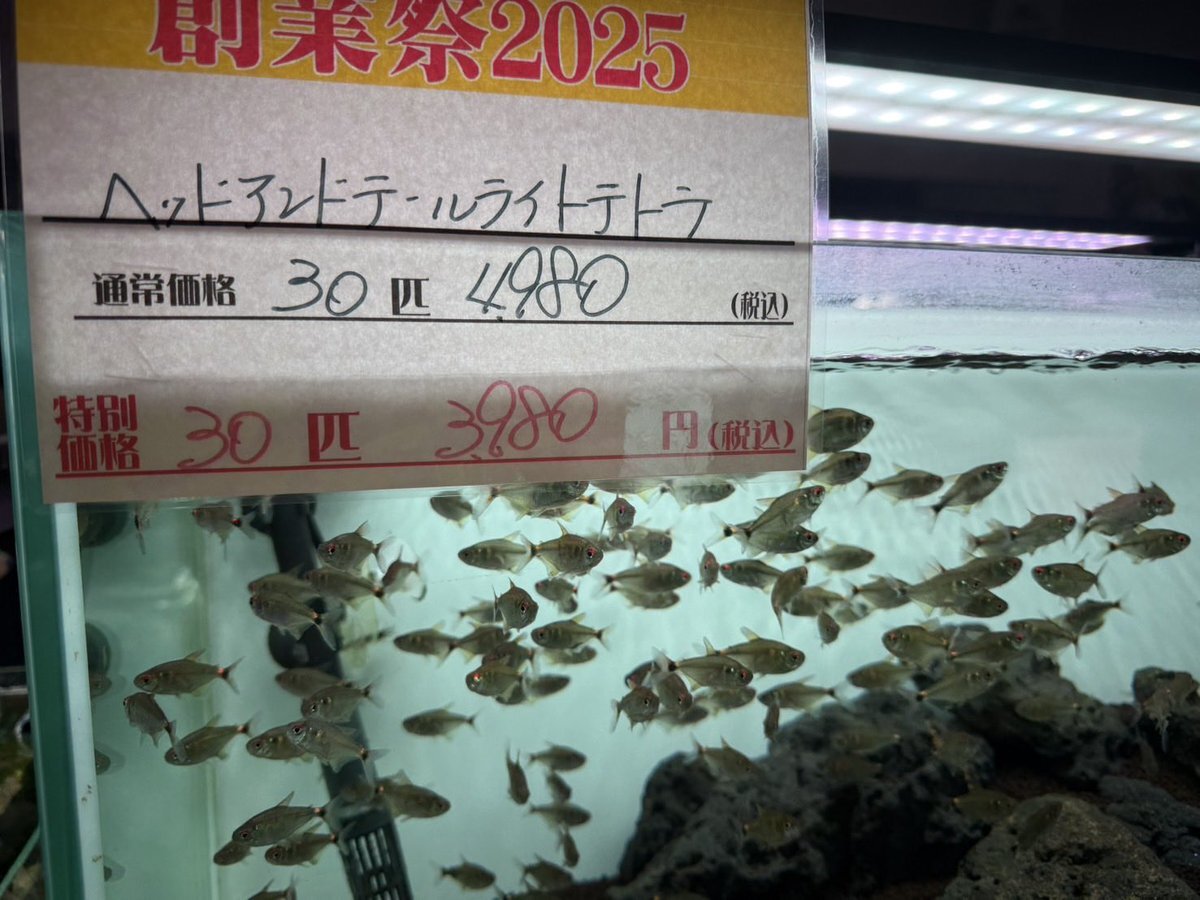 創業祭2025
ヘッドアンドテールライトテトラ
通常価格 30 匹 4,980 (税込)
特別価格 30 匹 3,980 円 (税込)